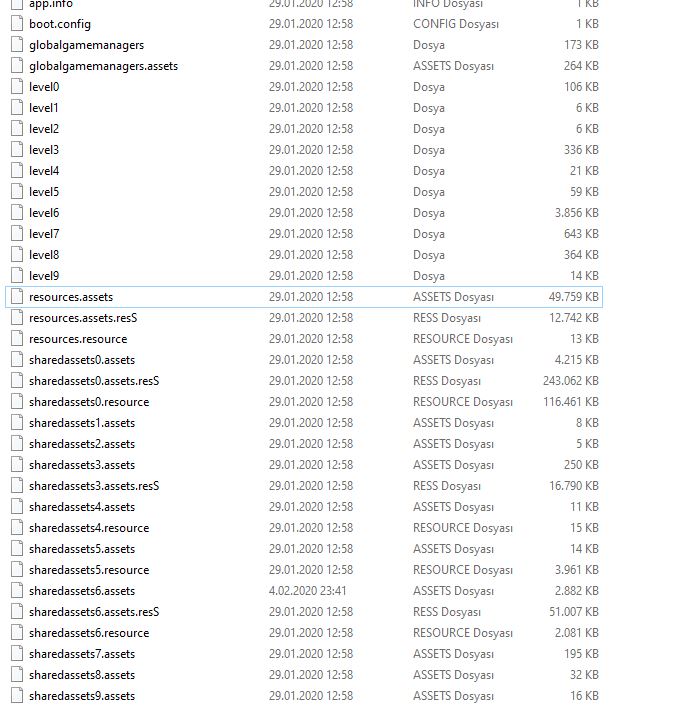 app.info 29.01.2020 12:58 INFO Dosyası 1 KB
boot.config 29.01.2020 12:58 CONFIG Dosyası 1 KB
globalgamemanagers 29.01.2020 12:58 Dosya 173 KB
globalgamemanagers.assets 29.01.2020 12:58 ASSETS Dosyası 264 KB
level0 29.01.2020 12:58 Dosya 106 KB
level1 29.01.2020 12:58 Dosya 6 KB
level2 29.01.2020 12:58 Dosya 6 KB
level3 29.01.2020 12:58 Dosya 336 KB
level4 29.01.2020 12:58 Dosya 21 KB
level5 29.01.2020 12:58 Dosya 59 KB
level6 29.01.2020 12:58 Dosya 3.856 KB
level7 29.01.2020 12:58 Dosya 643 KB
level8 29.01.2020 12:58 Dosya 364 KB
level9 29.01.2020 12:58 Dosya 14 KB
resources.assets 29.01.2020 12:58 ASSETS Dosyası 49.759 KB
resources.assets.resS 29.01.2020 12:58 RESS Dosyası 12.742 KB
resources.resource 29.01.2020 12:58 RESOURCE Dosyası 13 KB
sharedassets0.assets 29.01.2020 12:58 ASSETS Dosyası 4.215 KB
sharedassets0.assets.resS 29.01.2020 12:58 RESS Dosyası 243.062 KB
sharedassets0.resource 29.01.2020 12:58 RESOURCE Dosyası 116.461 KB
sharedassets1.assets 29.01.2020 12:58 ASSETS Dosyası 8 KB
sharedassets2.assets 29.01.2020 12:58 ASSETS Dosyası 5 KB
sharedassets3.assets 29.01.2020 12:58 ASSETS Dosyası 250 KB
sharedassets3.assets.resS 29.01.2020 12:58 RESS Dosyası 16.790 KB
sharedassets4.assets 29.01.2020 12:58 ASSETS Dosyası 11 KB
sharedassets4.resource 29.01.2020 12:58 RESOURCE Dosyası 15 KB
sharedassets5.assets 29.01.2020 12:58 ASSETS Dosyası 14 KB
sharedassets5.resource 29.01.2020 12:58 RESOURCE Dosyası 3.961 KB
sharedassets6.assets 4.02.2020 23:41 ASSETS Dosyası 2.882 KB
sharedassets6.assets.resS 29.01.2020 12:58 RESS Dosyası 51.007 KB
sharedassets6.resource 29.01.2020 12:58 RESOURCE Dosyası 2.081 KB
sharedassets7.assets 29.01.2020 12:58 ASSETS Dosyası 195 KB
sharedassets8.assets 29.01.2020 12:58 ASSETS Dosyası 32 KB
sharedassets9.assets 29.01.2020 12:58 ASSETS Dosyası 16 KB